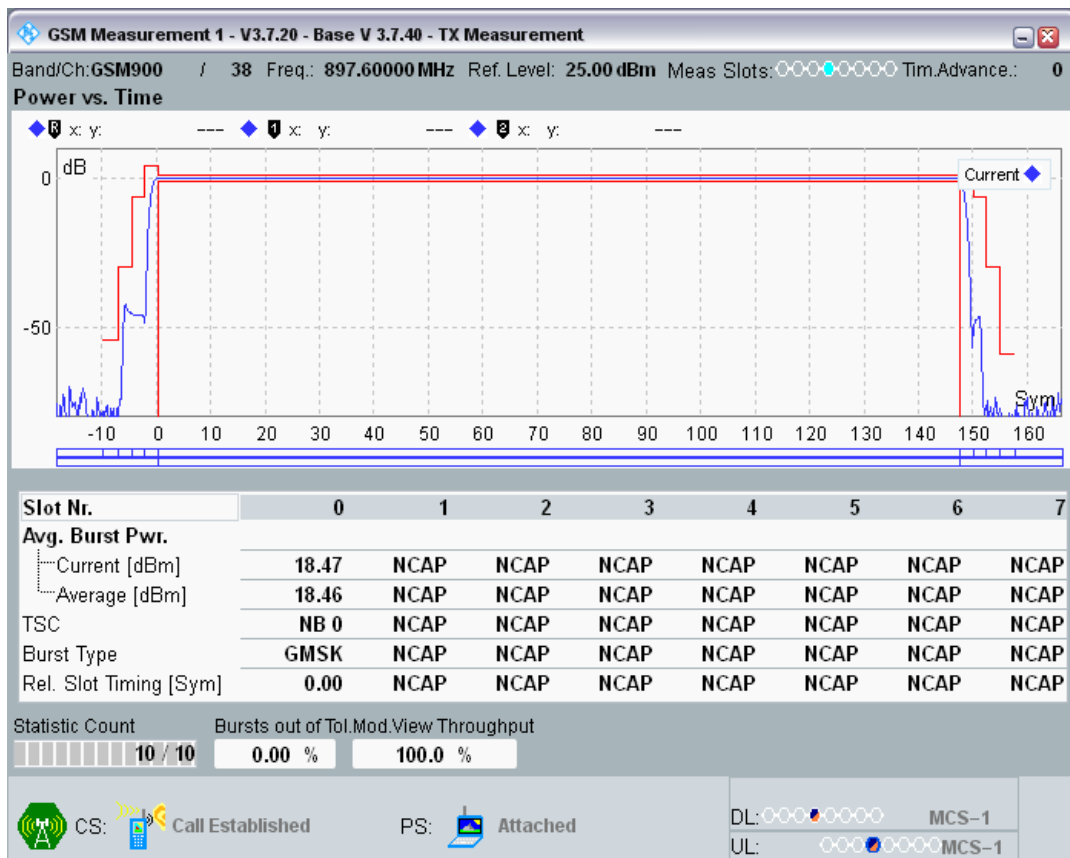 GSM Measurement 1 - V3.7.20 - Base V 3.7.40 - TX Measurement
Band/Ch:GSM900 / 38 Freq.: 897.60000 MHz Ref. Level: 25.00 dBm Meas Slots: Tim.Advance.: 0
Power vs. Time
R x: y: --- 1 x: y: --- 2 x: y: ---
dB
Current
0
-50
Sym
-10 0 10 20 30 40 50 60 70 80 90 100 110 120 130 140 150 160
Slot Nr. 0 1 2 3 4 5 6 7
Avg. Burst Pwr.
Current [dBm] 18.47 NCAP NCAP NCAP NCAP NCAP NCAP NCAP
Average [dBm] 18.46 NCAP NCAP NCAP NCAP NCAP NCAP NCAP
TSC NB 0 NCAP NCAP NCAP NCAP NCAP NCAP NCAP
Burst Type GMSK NCAP NCAP NCAP NCAP NCAP NCAP NCAP
Rel. Slot Timing [Sym] 0.00 NCAP NCAP NCAP NCAP NCAP NCAP NCAP
Statistic Count Bursts out of Tol.Mod.View Throughput
10 / 10 0.00 % 100.0 %
CS: Call Established PS: Attached
DL: MCS-1
UL: MCS-1